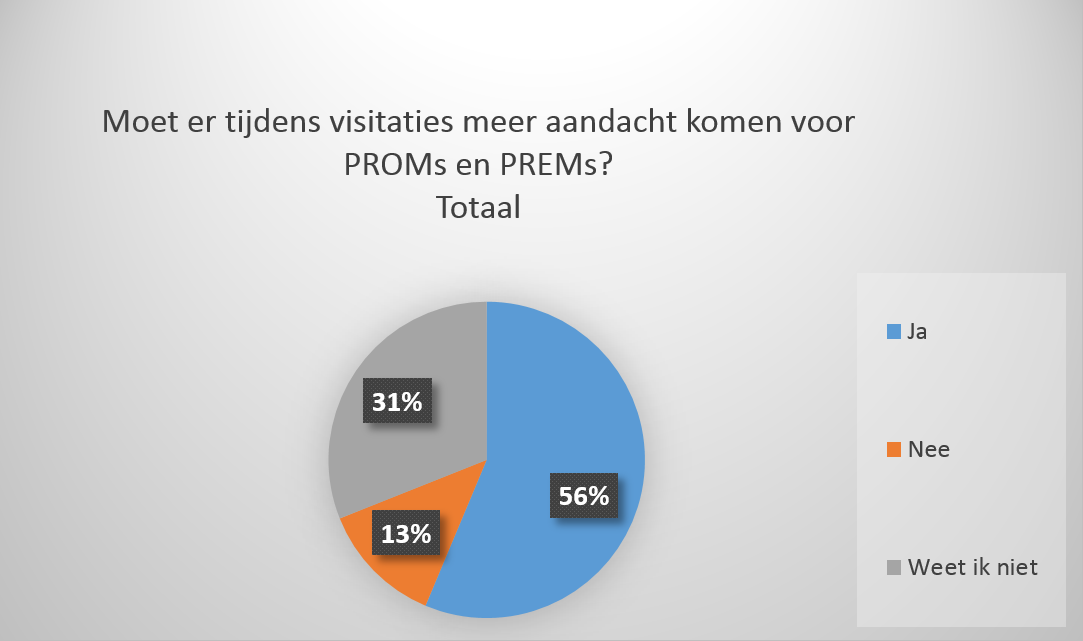 Moet er tijdens visitaties meer aandacht komen voor
PROMs en PREMs?
Totaal
31%
56%
13%
Ja
Nee
Weet ik niet